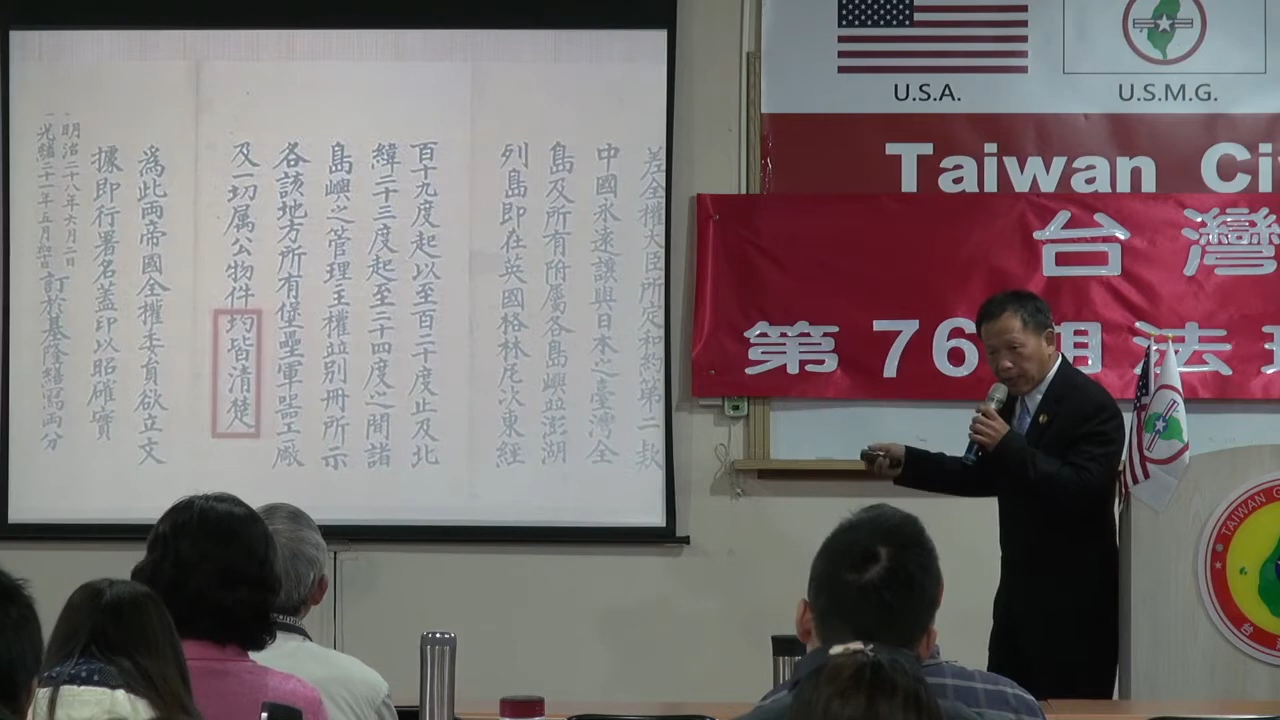 差全權大臣所定和約第二款
中國永遠讓與日本之臺灣全
島及所有附屬各島嶼並澎湖
列島即在英國格林尼次東經
百十九度起以至百二十度止及北
緯二十三度起至二十四度之間諸
島嶼之管理主權並別冊所示
各該地方所有堡壘軍器工厰
及一切属公物件均皆清楚
為此兩帝國全權委員欲立文
據即行署名蓋印以昭確實
明治二十八年六月二日
光緒二十一年五月
訂於基隆繕寫兩分
U.S.A.
U.S.M.G.
Taiwan Ci
台灣
第76期法理
TAIWAN C
台